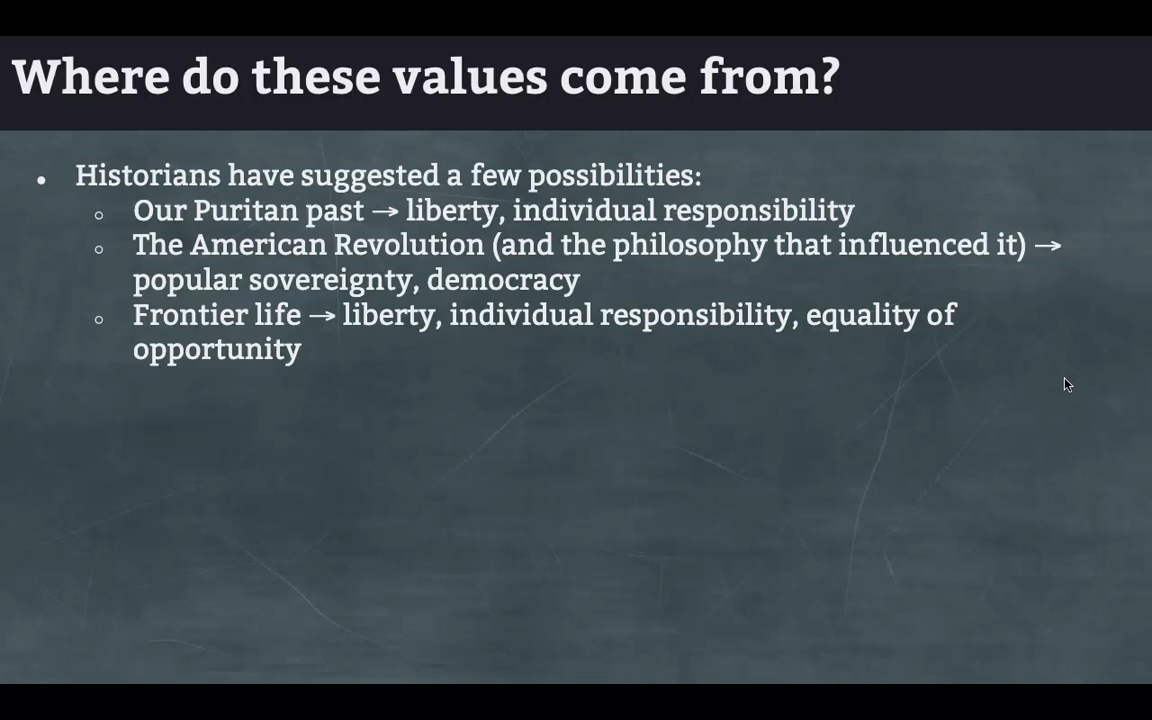 Where do these values come from?
• Historians have suggested a few possibilities:
○ Our Puritan past → liberty, individual responsibility
○ The American Revolution (and the philosophy that influenced it) →
popular sovereignty, democracy
○ Frontier life → liberty, individual responsibility, equality of
opportunity